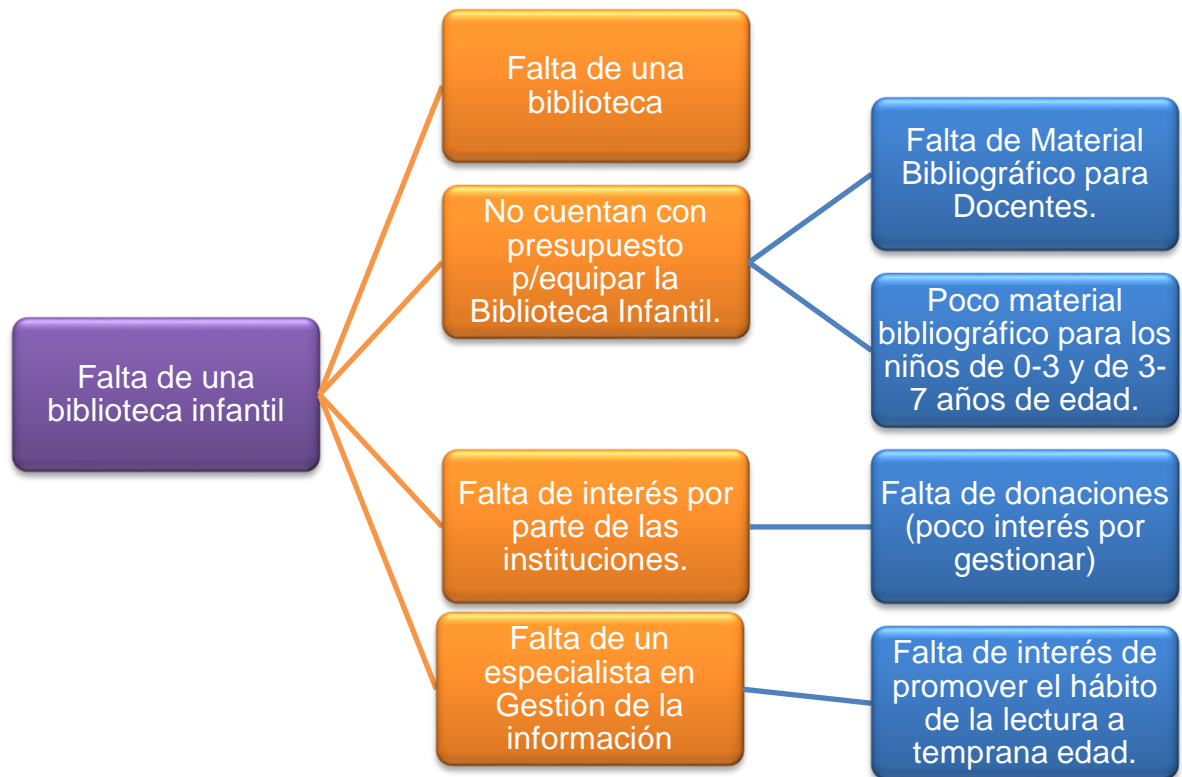 Falta de una
biblioteca infantil
Falta de una
biblioteca
No cuentan con
presupuesto
p/equipar la
Biblioteca Infantil.
Falta de Material
Bibliográfico para
Docentes.
Poco material
bibliográfico para los
niños de 0-3 y de 3-
7 años de edad.
Falta de interés por
parte de las
instituciones.
Falta de donaciones
(poco interés por
gestionar)
Falta de un
especialista en
Gestión de la
información
Falta de interés de
promover el hábito
de la lectura a
temprana edad.